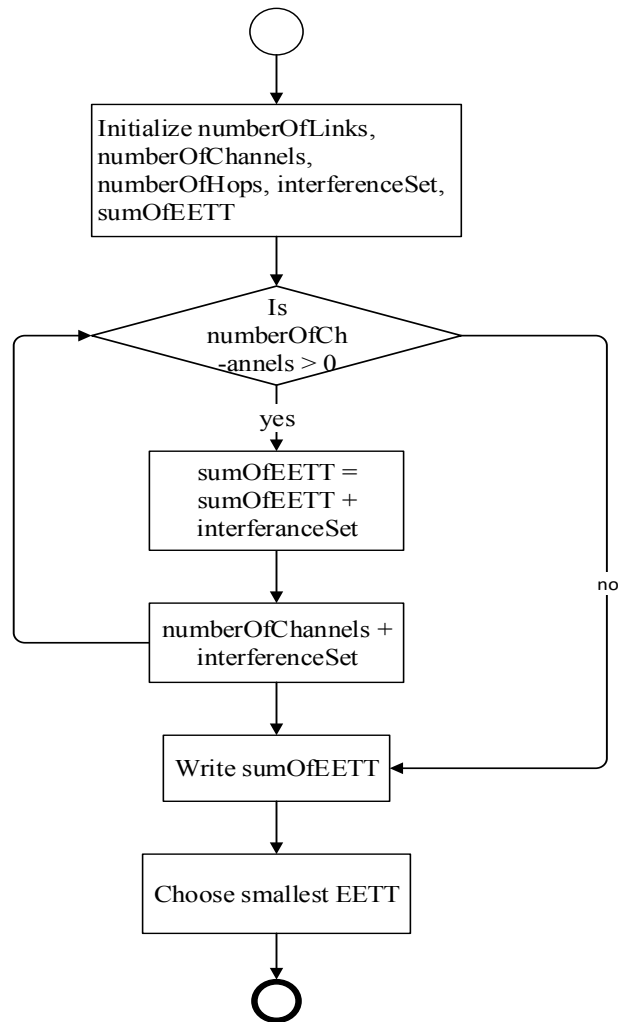 Initialize numberOfLinks,
numberOfChannels,
numberOfHops, interferenceSet,
sumOfEETT
Is
numberOfCh
-annels > 0
yes
sumOfEETT =
sumOfEETT +
interferanceSet
no
numberOfChannels +
interferenceSet
Write sumOfEETT
Choose smallest EETT